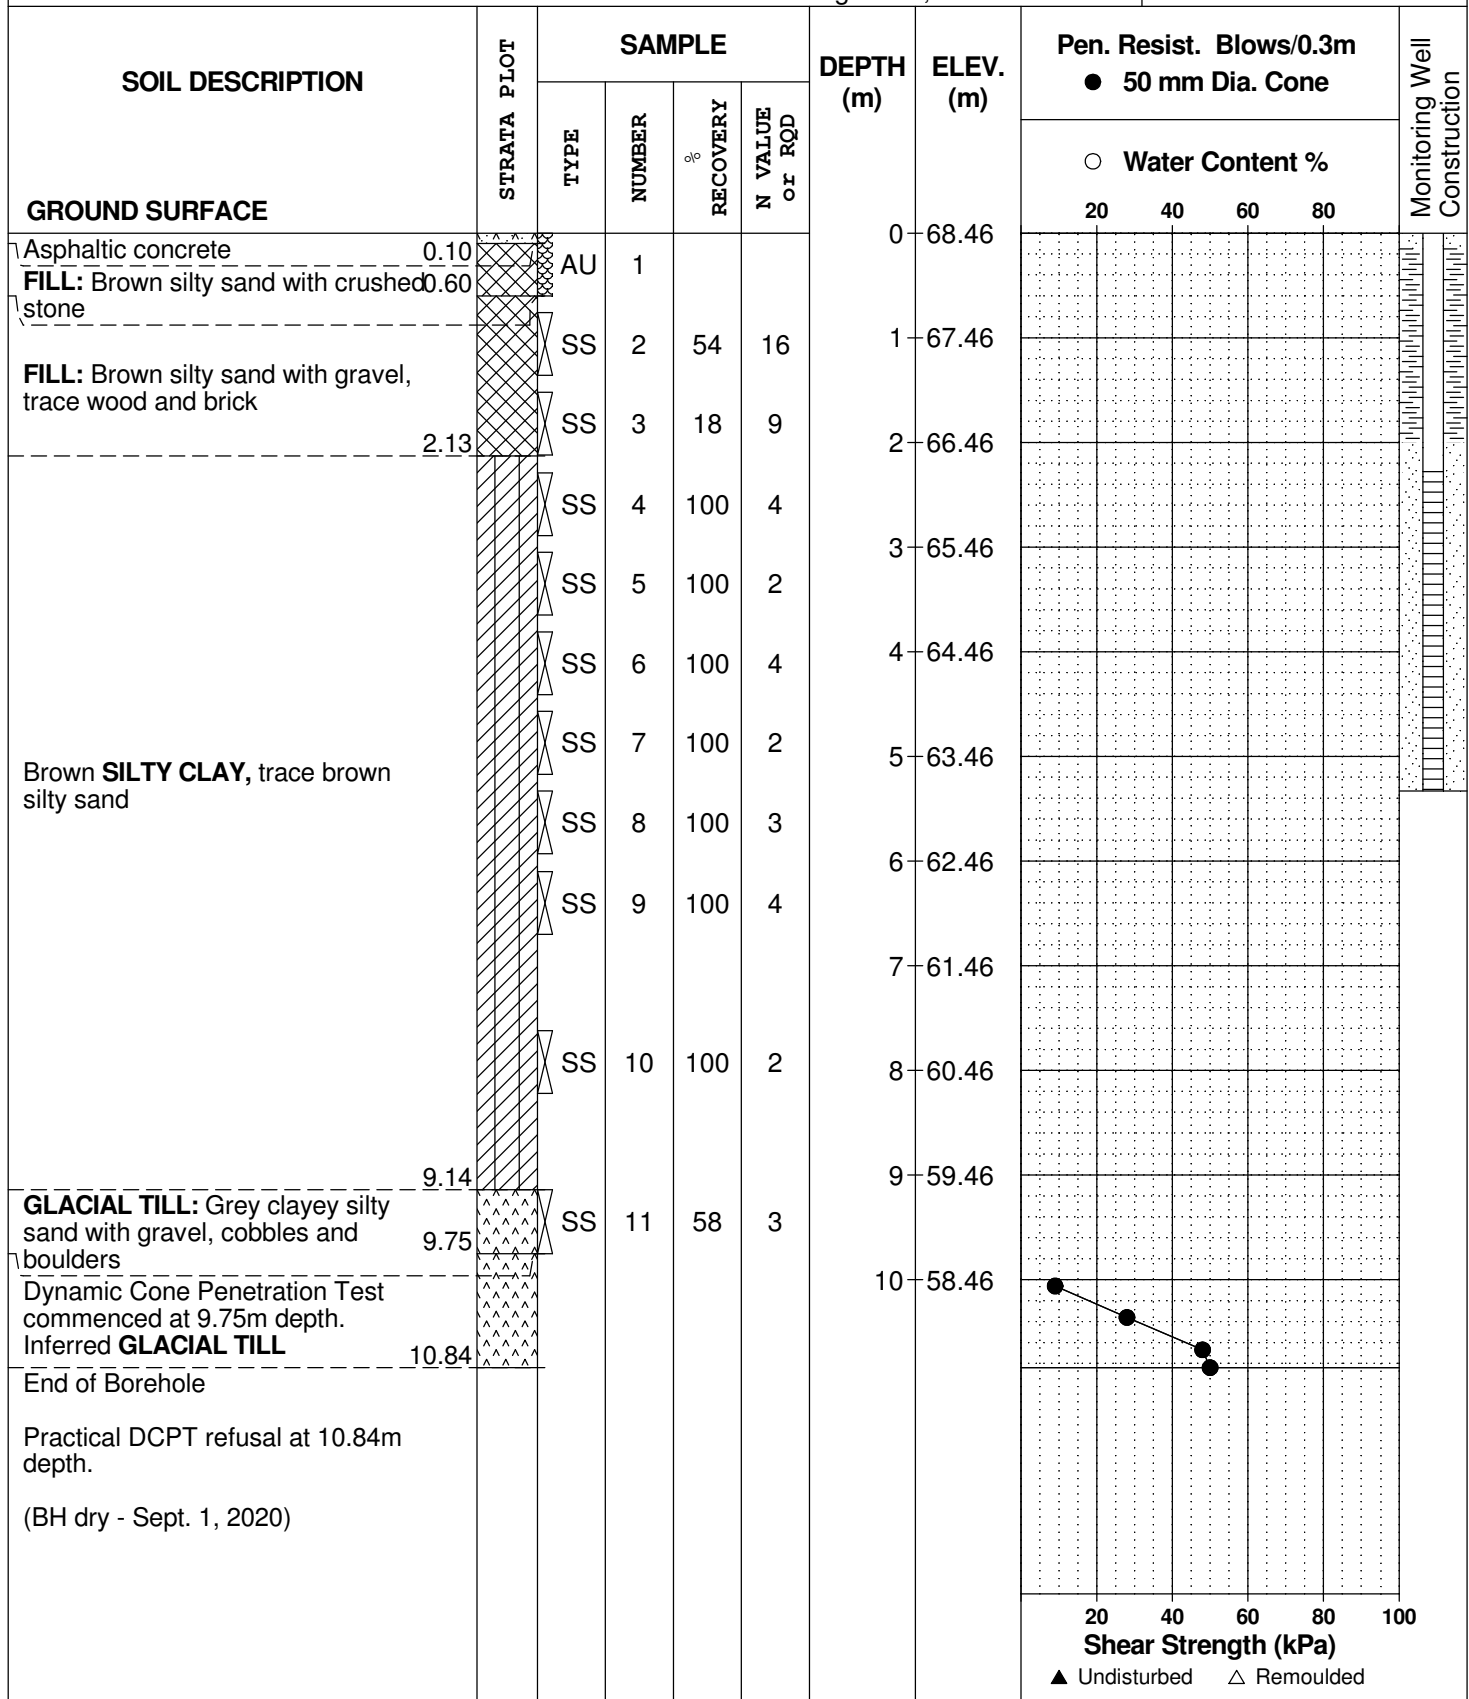 SOIL DESCRIPTION
GROUND SURFACE
STRATA PLOT
SAMPLE
TYPE
NUMBER
% RECOVERY
N VALUE or RQD
DEPTH (m)
ELEV. (m)
Pen. Resist. Blows/0.3m
● 50 mm Dia. Cone
○ Water Content %
20 40 60 80
Monitoring Well Construction
0 68.46
Asphaltic concrete 0.10
AU 1
FILL: Brown silty sand with crushed 0.60
stone
SS 2 54 16
1 67.46
FILL: Brown silty sand with gravel,
trace wood and brick
SS 3 18 9
2.13
2 66.46
SS 4 100 4
3 65.46
SS 5 100 2
4 64.46
SS 6 100 4
SS 7 100 2
5 63.46
Brown SILTY CLAY, trace brown
silty sand
SS 8 100 3
6 62.46
SS 9 100 4
7 61.46
SS 10 100 2
8 60.46
9.14
9 59.46
GLACIAL TILL: Grey clayey silty
sand with gravel, cobbles and
boulders
9.75
SS 11 58 3
10 58.46
Dynamic Cone Penetration Test
commenced at 9.75m depth.
Inferred GLACIAL TILL
10.84
End of Borehole
Practical DCPT refusal at 10.84m
depth.
(BH dry - Sept. 1, 2020)
20 40 60 80 100
Shear Strength (kPa)
▲ Undisturbed △ Remoulded